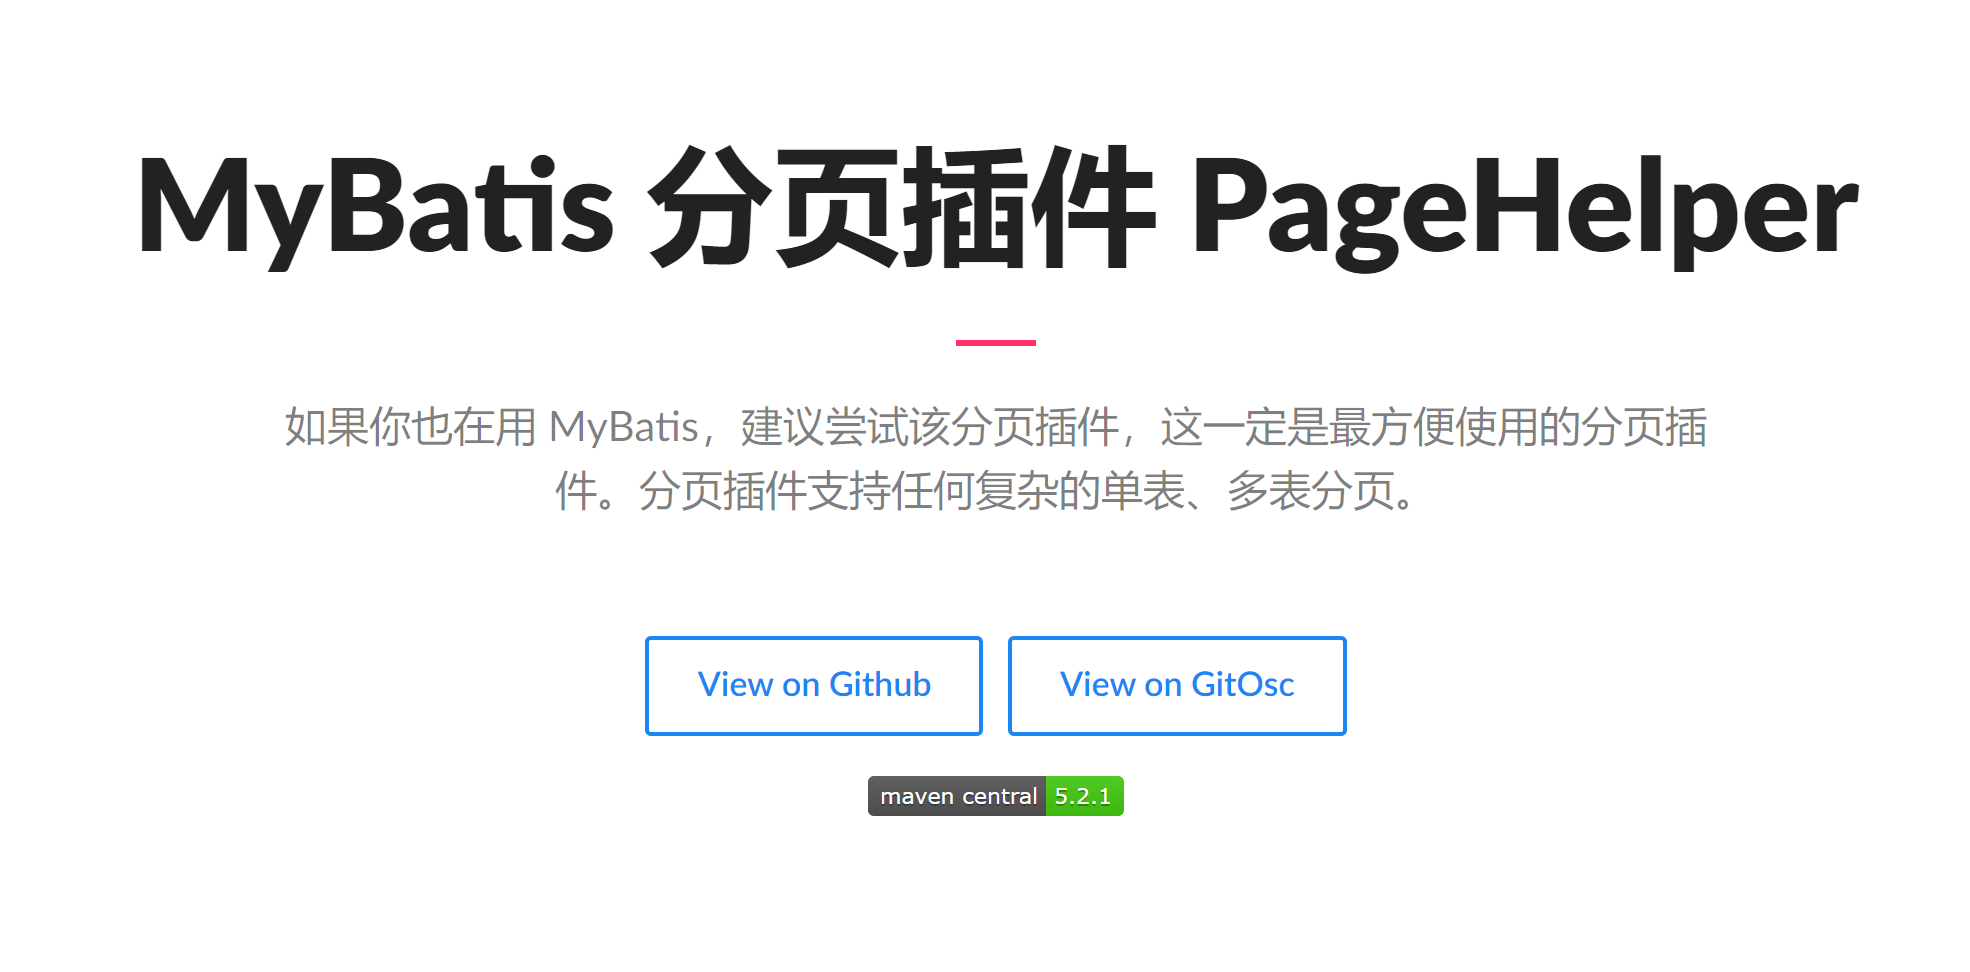 MyBatis 分页插件 PageHelper
如果你也在用 MyBatis，建议尝试该分页插件，这一定是最方便使用的分页插
件。分页插件支持任何复杂的单表、多表分页。
View on Github View on GitOsc
maven central 5.2.1